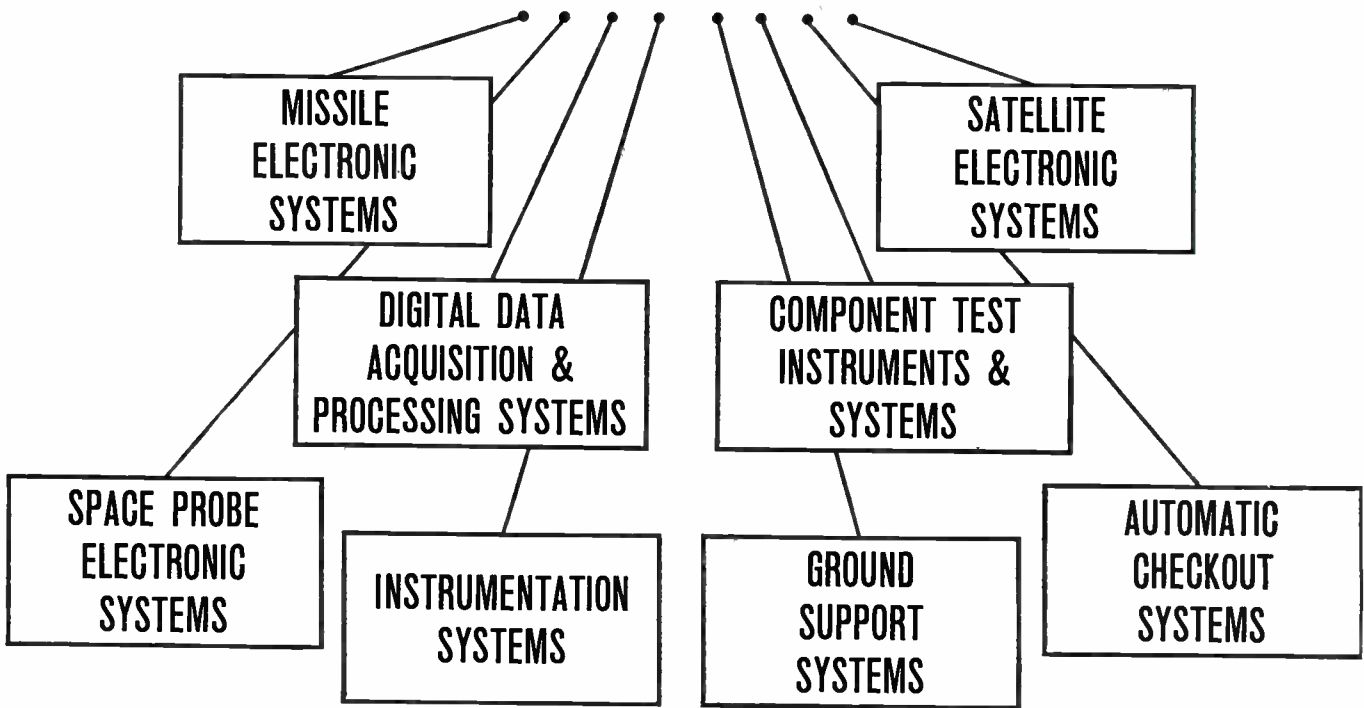 MISSILE
ELECTRONIC
SYSTEMS
SATELLITE
ELECTRONIC
SYSTEMS
DIGITAL DATA
ACQUISITION &
PROCESSING SYSTEMS
COMPONENT TEST
INSTRUMENTS &
SYSTEMS
SPACE PROBE
ELECTRONIC
SYSTEMS
INSTRUMENTATION
SYSTEMS
GROUND
SUPPORT
SYSTEMS
AUTOMATIC
CHECKOUT
SYSTEMS